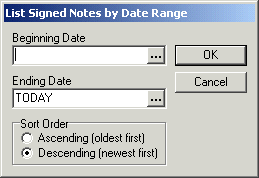 List Signed Notes by Date Range
Beginning Date
...
OK
Ending Date
Cancel
TODAY
...
Sort Order
Ascending (oldest first)
Descending (newest first)